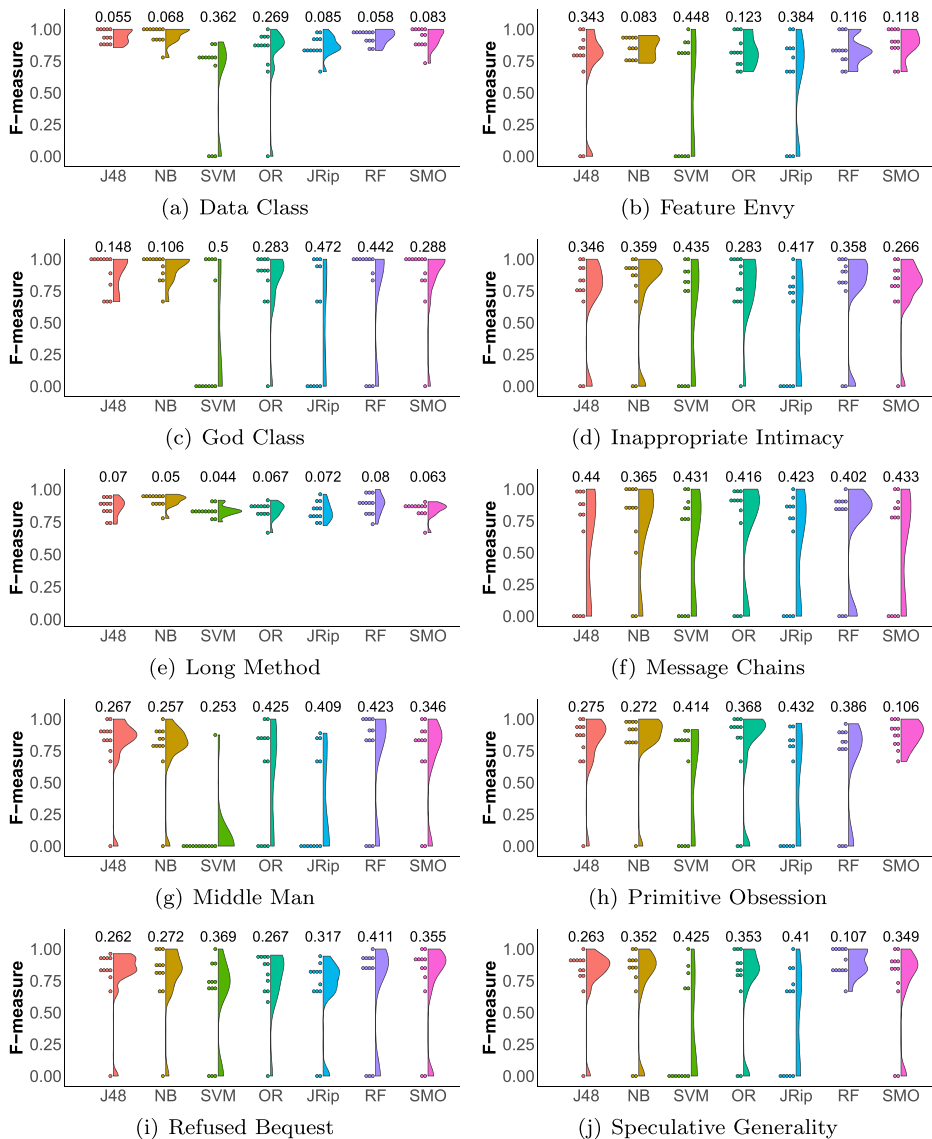 0.055 0.068 0.362 0.269 0.085 0.058 0.083
F−measure
1.00
0.75
0.50
0.25
0.00
J48 NB SVM OR JRip RF SMO
(a) Data Class
0.343 0.083 0.448 0.123 0.384 0.116 0.118
F−measure
1.00
0.75
0.50
0.25
0.00
J48 NB SVM OR JRip RF SMO
(b) Feature Envy
0.148 0.106 0.5 0.283 0.472 0.442 0.288
F−measure
1.00
0.75
0.50
0.25
0.00
J48 NB SVM OR JRip RF SMO
(c) God Class
0.346 0.359 0.435 0.283 0.417 0.358 0.266
F−measure
1.00
0.75
0.50
0.25
0.00
J48 NB SVM OR JRip RF SMO
(d) Inappropriate Intimacy
0.07 0.05 0.044 0.067 0.072 0.08 0.063
F−measure
1.00
0.75
0.50
0.25
0.00
J48 NB SVM OR JRip RF SMO
(e) Long Method
0.44 0.365 0.431 0.416 0.423 0.402 0.433
F−measure
1.00
0.75
0.50
0.25
0.00
J48 NB SVM OR JRip RF SMO
(f) Message Chains
0.267 0.257 0.253 0.425 0.409 0.423 0.346
F−measure
1.00
0.75
0.50
0.25
0.00
J48 NB SVM OR JRip RF SMO
(g) Middle Man
0.275 0.272 0.414 0.368 0.432 0.386 0.106
F−measure
1.00
0.75
0.50
0.25
0.00
J48 NB SVM OR JRip RF SMO
(h) Primitive Obsession
0.262 0.272 0.369 0.267 0.317 0.411 0.355
F−measure
1.00
0.75
0.50
0.25
0.00
J48 NB SVM OR JRip RF SMO
(i) Refused Bequest
0.263 0.352 0.425 0.353 0.41 0.107 0.349
F−measure
1.00
0.75
0.50
0.25
0.00
J48 NB SVM OR JRip RF SMO
(j) Speculative Generality